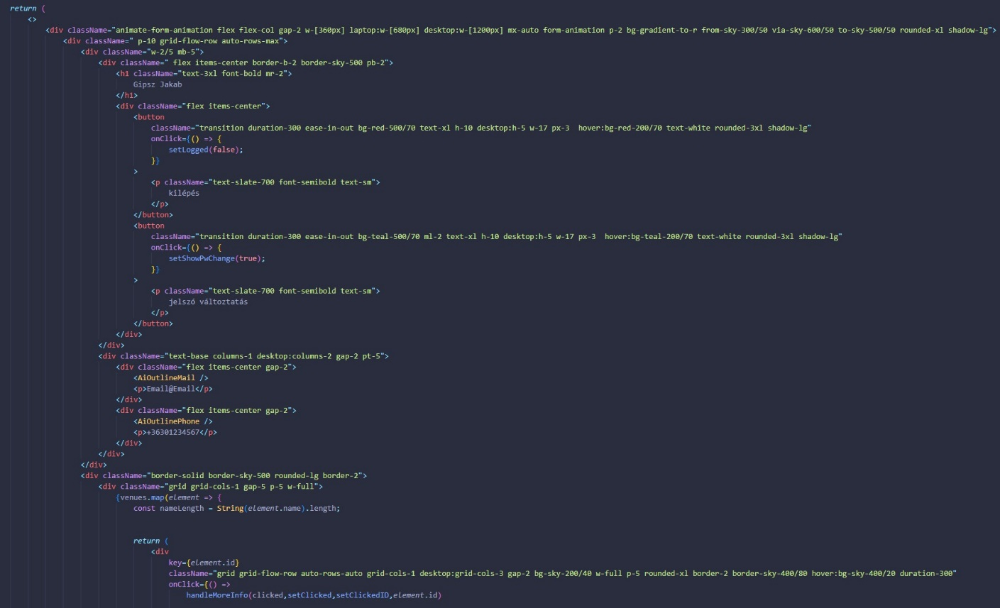 return (
<>
<div className="animate-form-animation flex flex-col gap-2 w-[360px] laptop:w-[680px] desktop:w-[1200px] mx-auto form-animation p-2 bg-gradient-to-r from-sky-300/50 via-sky-600/50 to-sky-500/50 rounded-xl shadow-lg">
<div className=" p-10 grid-flow-row auto-rows-max">
<div className="w-2/5 mb-5">
<div className=" flex items-center border-b-2 border-sky-500 pb-2">
<h1 className="text-3xl font-bold mr-2">
Gipsz Jakab
</h1>
<div className="flex items-center">
<button
className="transition duration-300 ease-in-out bg-red-500/70 text-xl h-10 desktop:h-5 w-17 px-3  hover:bg-red-200/70 text-white rounded-3xl shadow-lg"
onClick={() => {
setLogged(false);
}}
>
<p className="text-slate-700 font-semibold text-sm">
kilépés
</p>
</button>
<button
className="transition duration-300 ease-in-out bg-teal-500/70 ml-2 text-xl h-10 desktop:h-5 w-17 px-3  hover:bg-teal-200/70 text-white rounded-3xl shadow-lg"
onClick={() => {
setShowPwChange(true);
}}
>
<p className="text-slate-700 font-semibold text-sm">
jelszó változtatás
</p>
</button>
</div>
</div>
<div className="text-base columns-1 desktop:columns-2 gap-2 pt-5">
<div className="flex items-center gap-2">
<AiOutlineMail />
<p>Email@Email</p>
</div>
<div className="flex items-center gap-2">
<AiOutlinePhone />
<p>+36301234567</p>
</div>
</div>
</div>
<div className="border-solid border-sky-500 rounded-lg border-2">
<div className="grid grid-cols-1 gap-5 p-5 w-full">
{venues.map(element => {
const nameLength = String(element.name).length;
return (
<div
key={element.id}
className="grid grid-flow-row auto-rows-auto grid-cols-1 desktop:grid-cols-3 gap-2 bg-sky-200/40 w-full p-5 rounded-xl border-2 border-sky-400/80 hover:bg-sky-400/20 duration-300"
onClick={() =>
handleMoreInfo(clicked,setClicked,setClickedID,element.id)